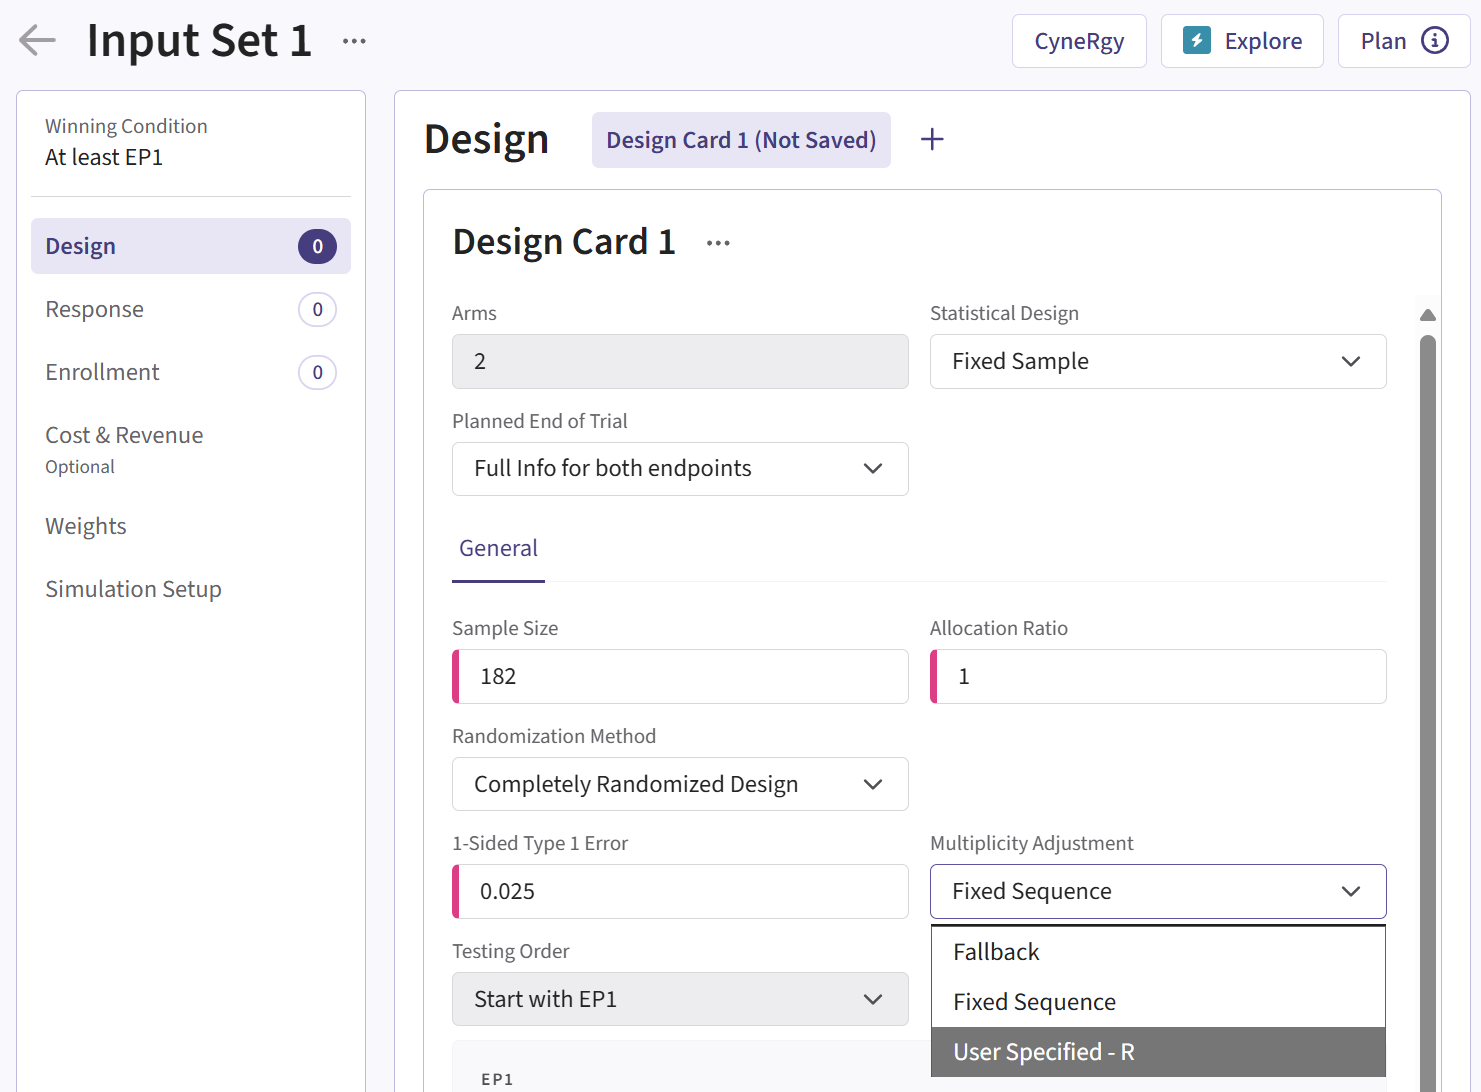 Input Set 1 ...
CyneRgy
Explore
Plan
Winning Condition
At least EP1
Design 0
Response 0
Enrollment 0
Cost & Revenue
Optional
Weights
Simulation Setup
Design
Design Card 1 (Not Saved)
+
Design Card 1 ...
Arms
2
Statistical Design
Fixed Sample
Planned End of Trial
Full Info for both endpoints
General
Sample Size
182
Allocation Ratio
1
Randomization Method
Completely Randomized Design
1-Sided Type 1 Error
0.025
Multiplicity Adjustment
Fixed Sequence
Fallback
Fixed Sequence
User Specified - R
Testing Order
Start with EP1
EP1